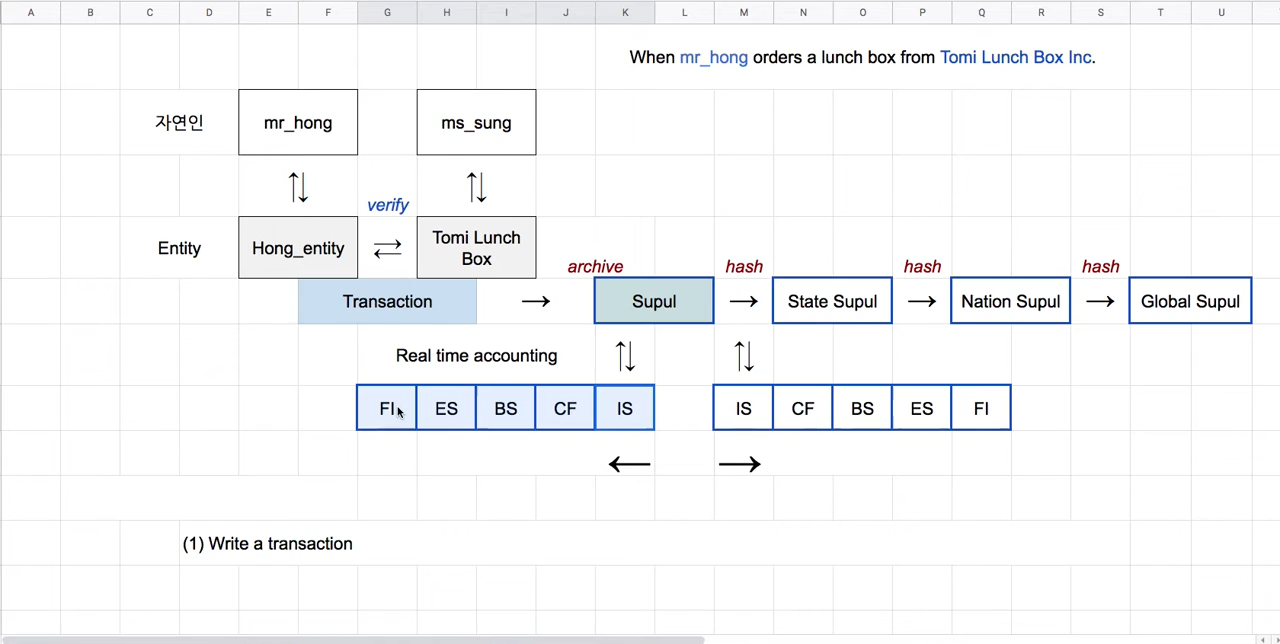 A B C D E F G H I J K L M N O P Q R S T U
When mr_hong orders a lunch box from Tomi Lunch Box Inc.
자연인 mr_hong ms_sung
verify
Entity Hong_entity Tomi Lunch
Box
archive hash hash hash
Transaction Supul State Supul Nation Supul Global Supul
Real time accounting
FI ES BS CF IS IS CF BS ES FI
(1) Write a transaction